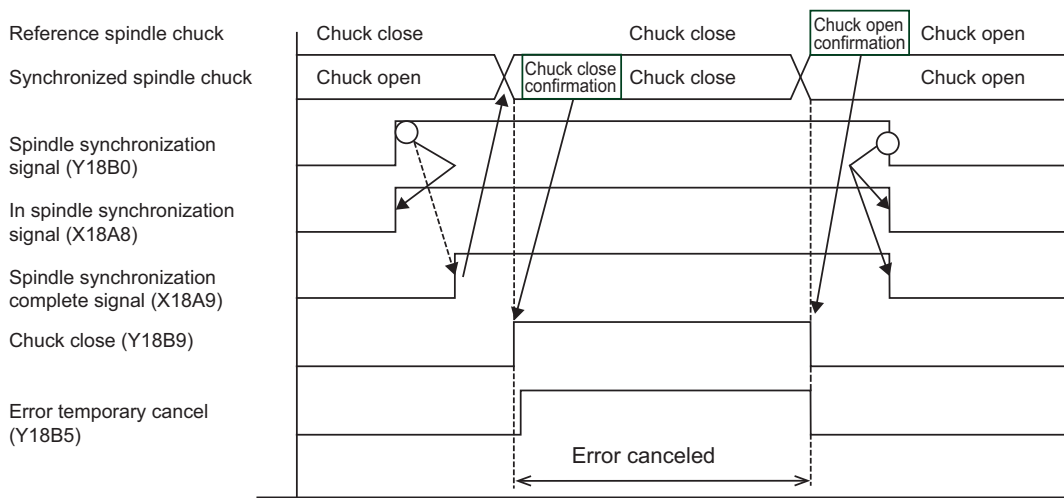 Reference spindle chuck
Chuck close
Chuck close
Chuck open
confirmation
Chuck open
Synchronized spindle chuck
Chuck open
Chuck close
confirmation
Chuck close
Chuck open
Spindle synchronization
signal (Y18B0)
In spindle synchronization
signal (X18A8)
Spindle synchronization
complete signal (X18A9)
Chuck close (Y18B9)
Error temporary cancel
(Y18B5)
Error canceled